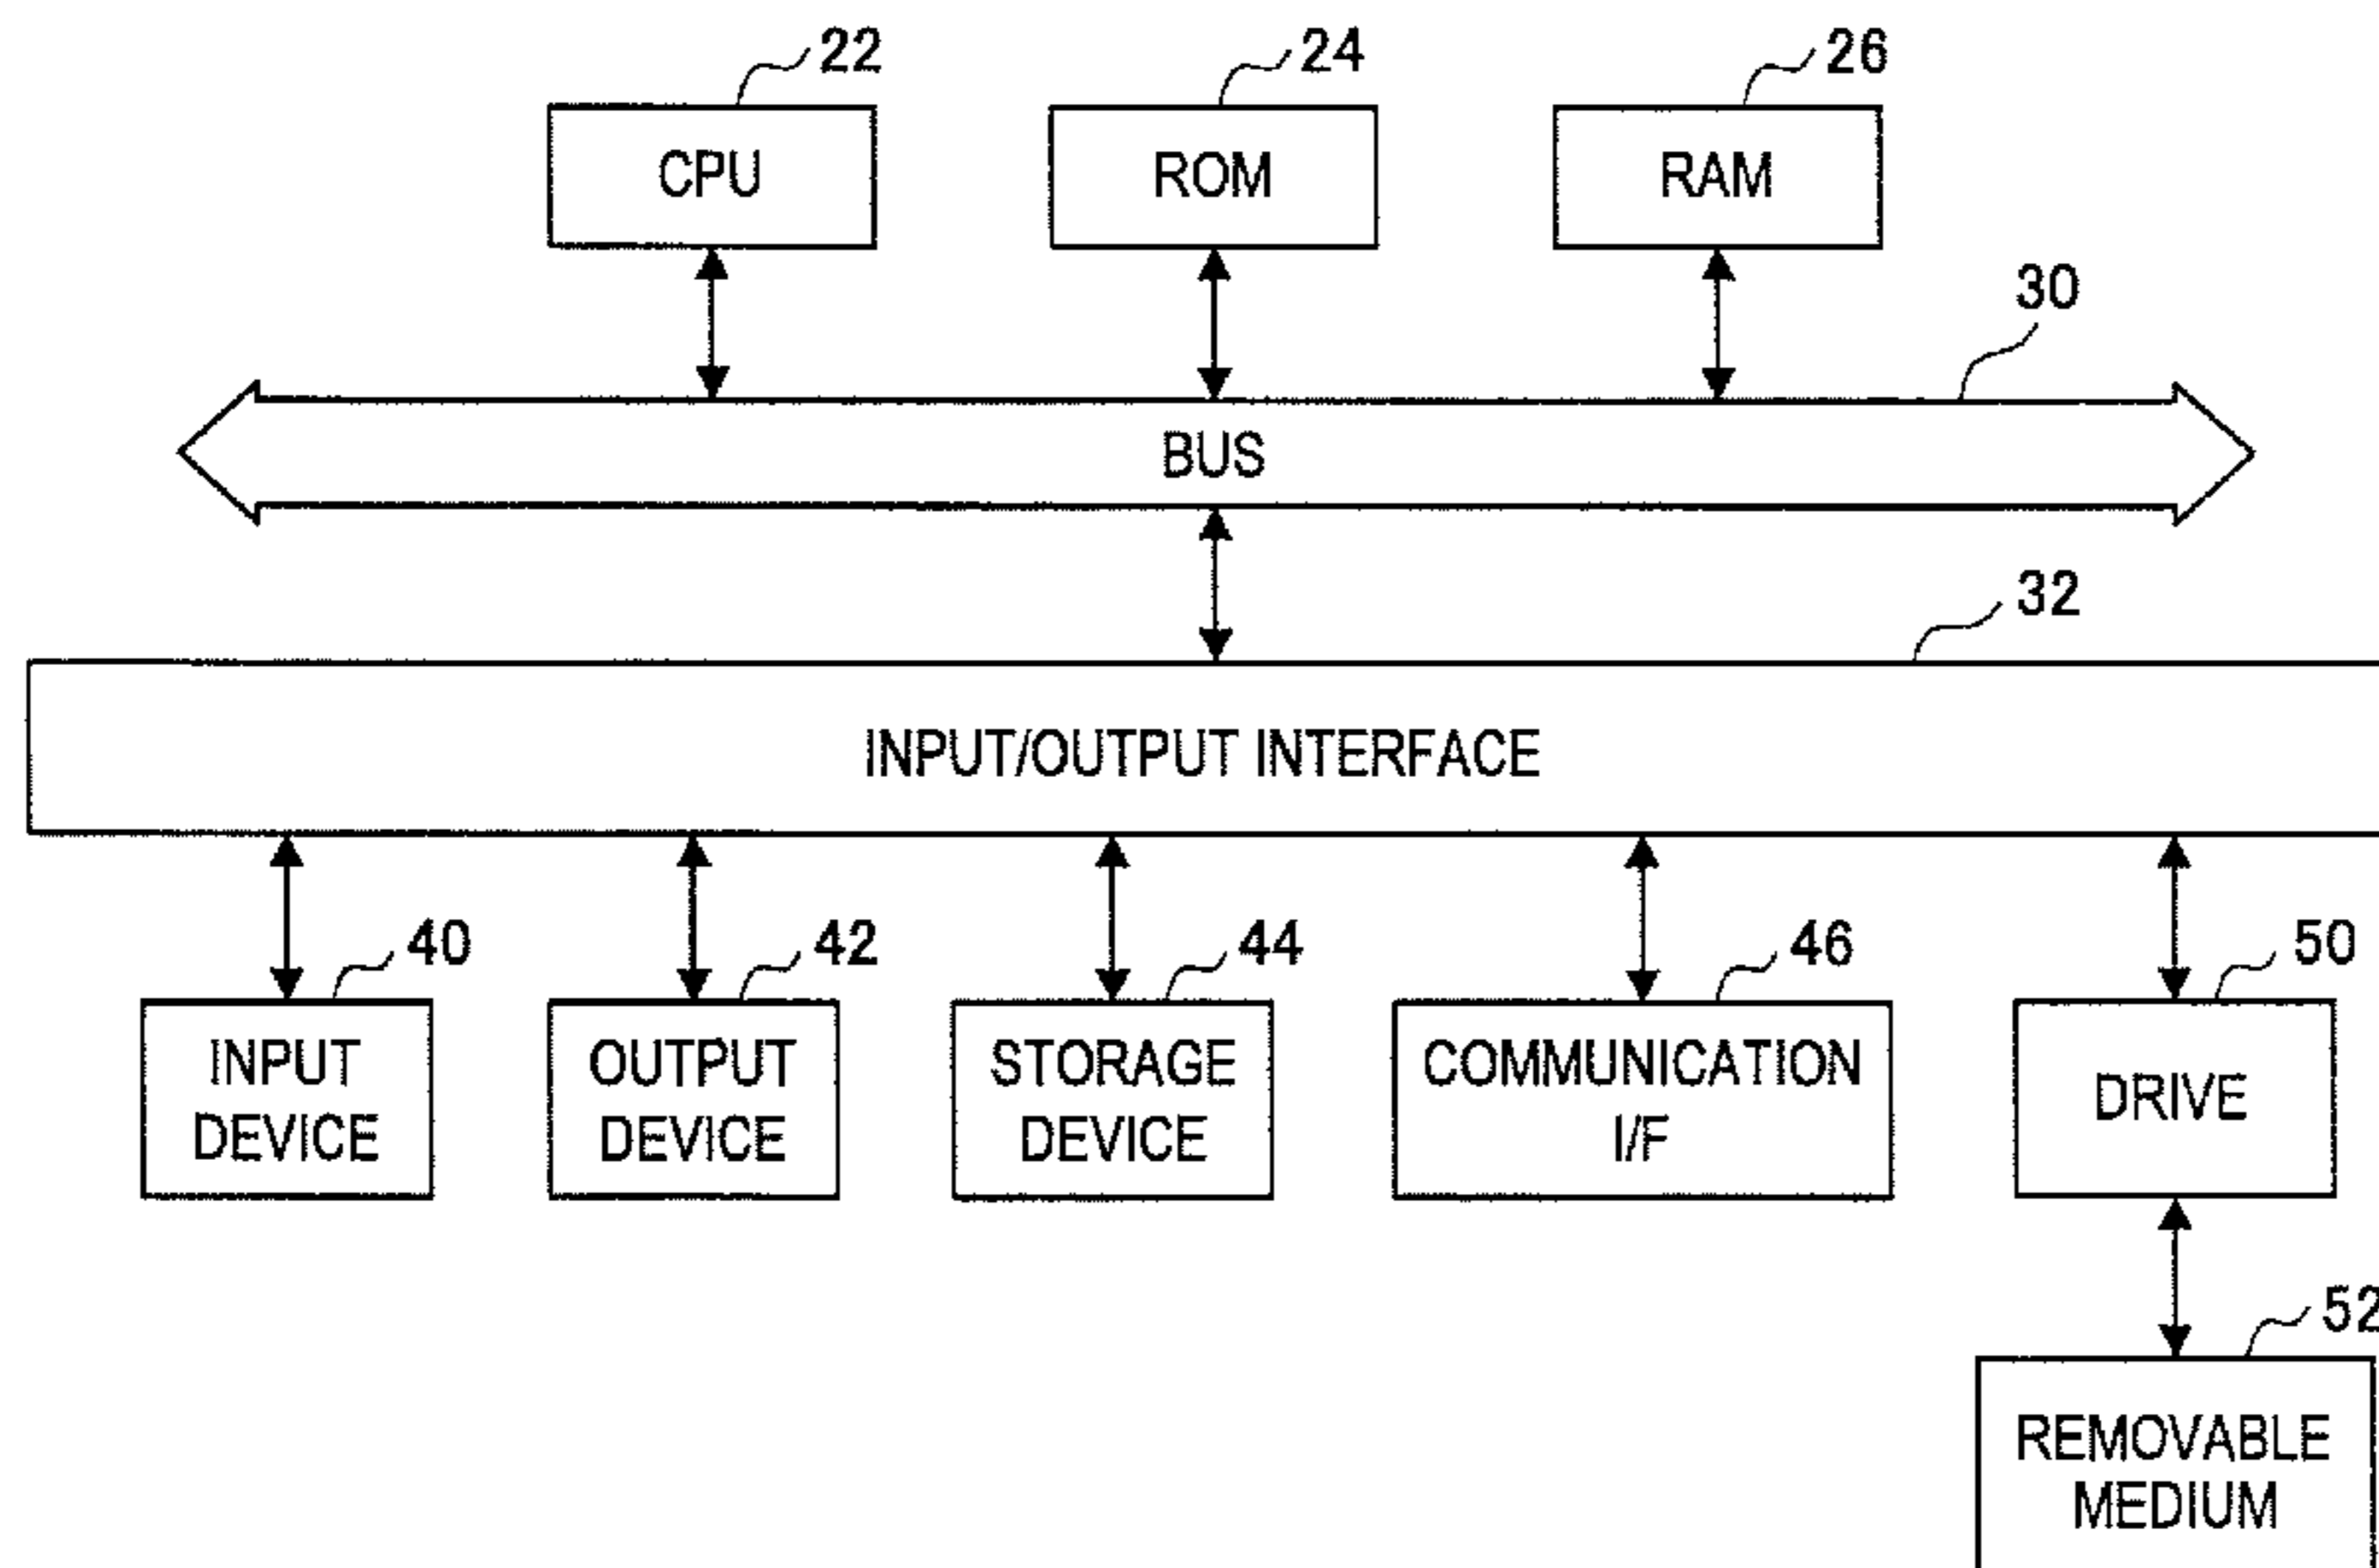 22
24
26
CPU
ROM
RAM
30
BUS
32
INPUT/OUTPUT INTERFACE
40
42
44
46
50
INPUT
DEVICE
OUTPUT
DEVICE
STORAGE
DEVICE
COMMUNICATION
I/F
DRIVE
52
REMOVABLE
MEDIUM